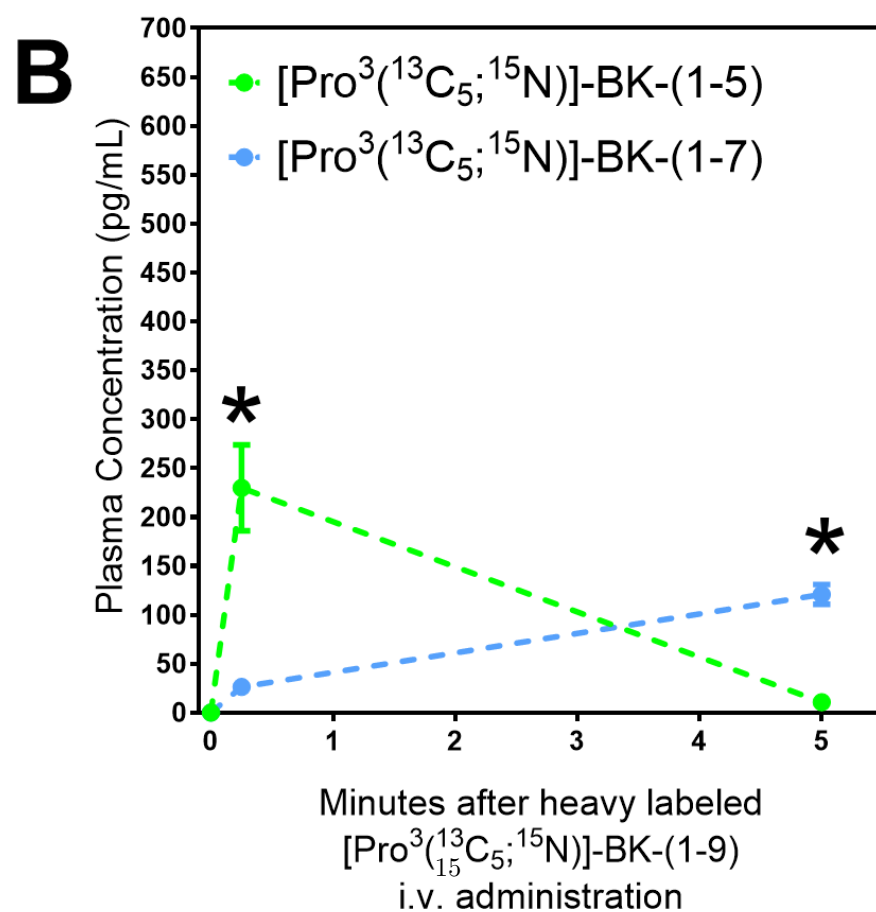 B
[Pro³(¹³C₅;¹⁵N)]-BK-(1-5)
[Pro³(¹³C₅;¹⁵N)]-BK-(1-7)
Plasma Concentration (pg/mL)
700
650
600
550
500
450
400
350
300
250
200
150
100
50
0
*
*
0 1 2 3 4 5
Minutes after heavy labeled
[Pro³(¹³₁₅C₅;¹⁵N)]-BK-(1-9)
i.v. administration